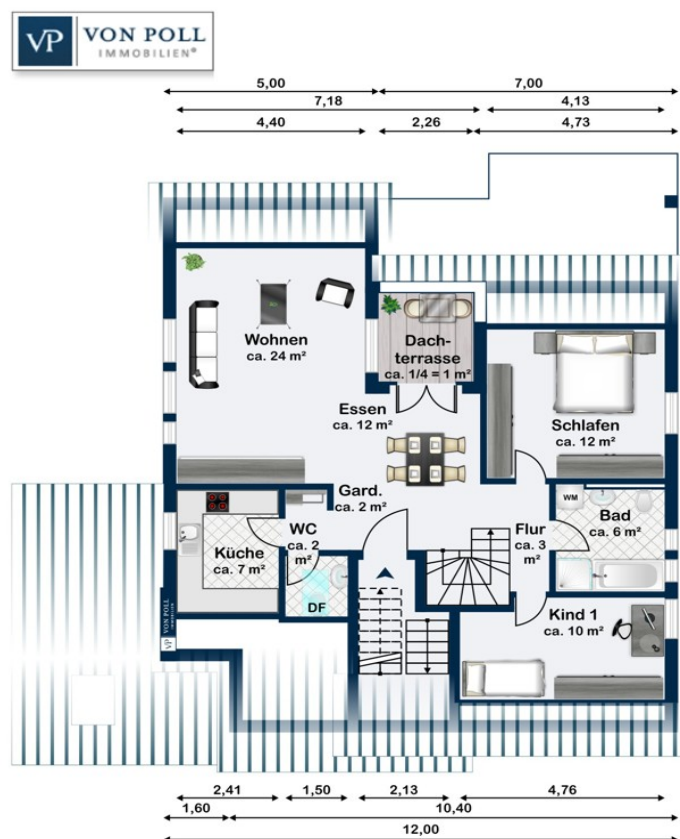 VP VON POLL
IMMOBILIEN®
5,00 7,00
7,18 4,13
4,40 2,26 4,73
Wohnen
ca. 24 m²
Dach-
terrasse
ca. 1/4 = 1 m²
Essen
ca. 12 m²
Schlafen
ca. 12 m²
Gard.
ca. 2 m²
WC
ca. 2
m²
Küche
ca. 7 m²
DF
Flur
ca. 3
m²
WM
Bad
ca. 6 m²
Kind 1
ca. 10 m²
VP VON POLL
IMMOBILIEN
2,41 1,50 2,13 4,76
1,60 10,40
12,00